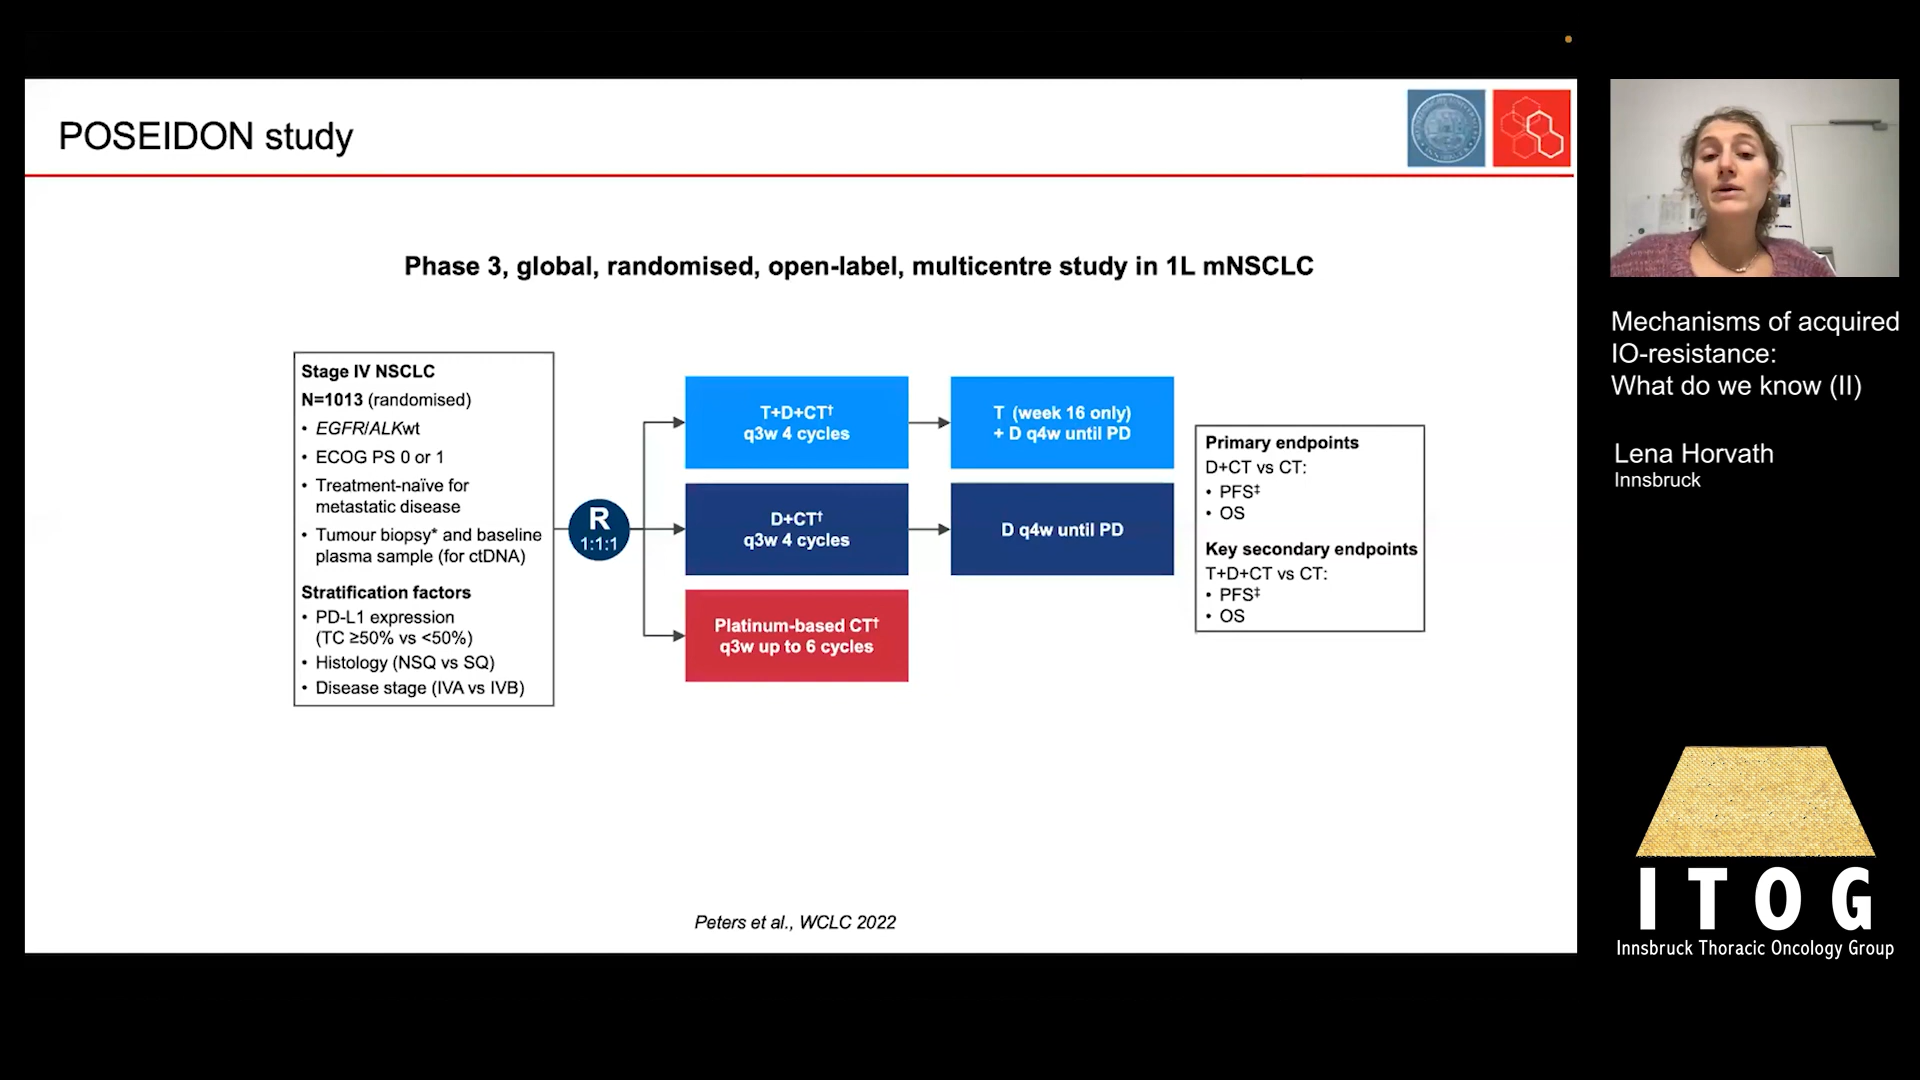 POSEIDON study
Phase 3, global, randomised, open-label, multicentre study in 1L mNSCLC
Stage IV NSCLC
N=1013 (randomised)
• EGFR/ALKwt
• ECOG PS 0 or 1
• Treatment-naïve for
metastatic disease
• Tumour biopsy* and baseline
plasma sample (for ctDNA)
Stratification factors
• PD-L1 expression
(TC ≥50% vs <50%)
• Histology (NSQ vs SQ)
• Disease stage (IVA vs IVB)
R
1:1:1
T+D+CT†
q3w 4 cycles
T (week 16 only)
+ D q4w until PD
D+CT†
q3w 4 cycles
D q4w until PD
Platinum-based CT†
q3w up to 6 cycles
Primary endpoints
D+CT vs CT:
• PFS‡
• OS
Key secondary endpoints
T+D+CT vs CT:
• PFS‡
• OS
Peters et al., WCLC 2022
Mechanisms of acquired
IO-resistance:
What do we know (II)
Lena Horvath
Innsbruck
ITOG
Innsbruck Thoracic Oncology Group